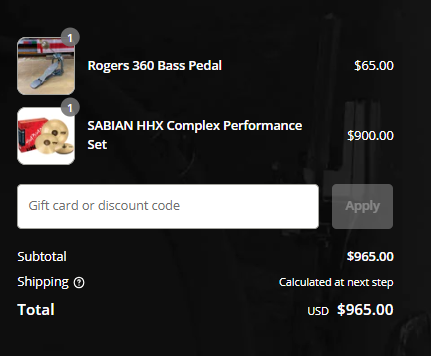 1
Rogers 360 Bass Pedal
$65.00
1
SABIAN HHX Complex Performance
Set
$900.00
Gift card or discount code
Apply
Subtotal
$965.00
Shipping
Calculated at next step
Total
USD $965.00